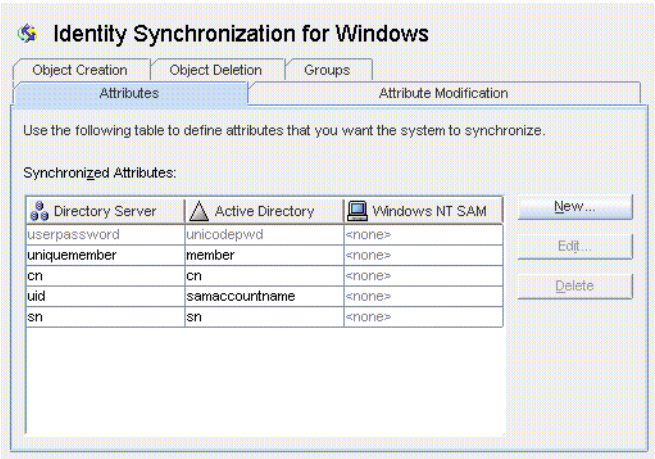 Identity Synchronization for Windows
Object Creation Object Deletion Groups
Attributes Attribute Modification
Use the following table to define attributes that you want the system to synchronize.
Synchronized Attributes:
Directory Server Active Directory Windows NT SAM
userpassword unicodepwd <none>
uniquemember member <none>
cn cn <none>
uid samaccountname <none>
sn sn <none>
New...
Edit...
Delete